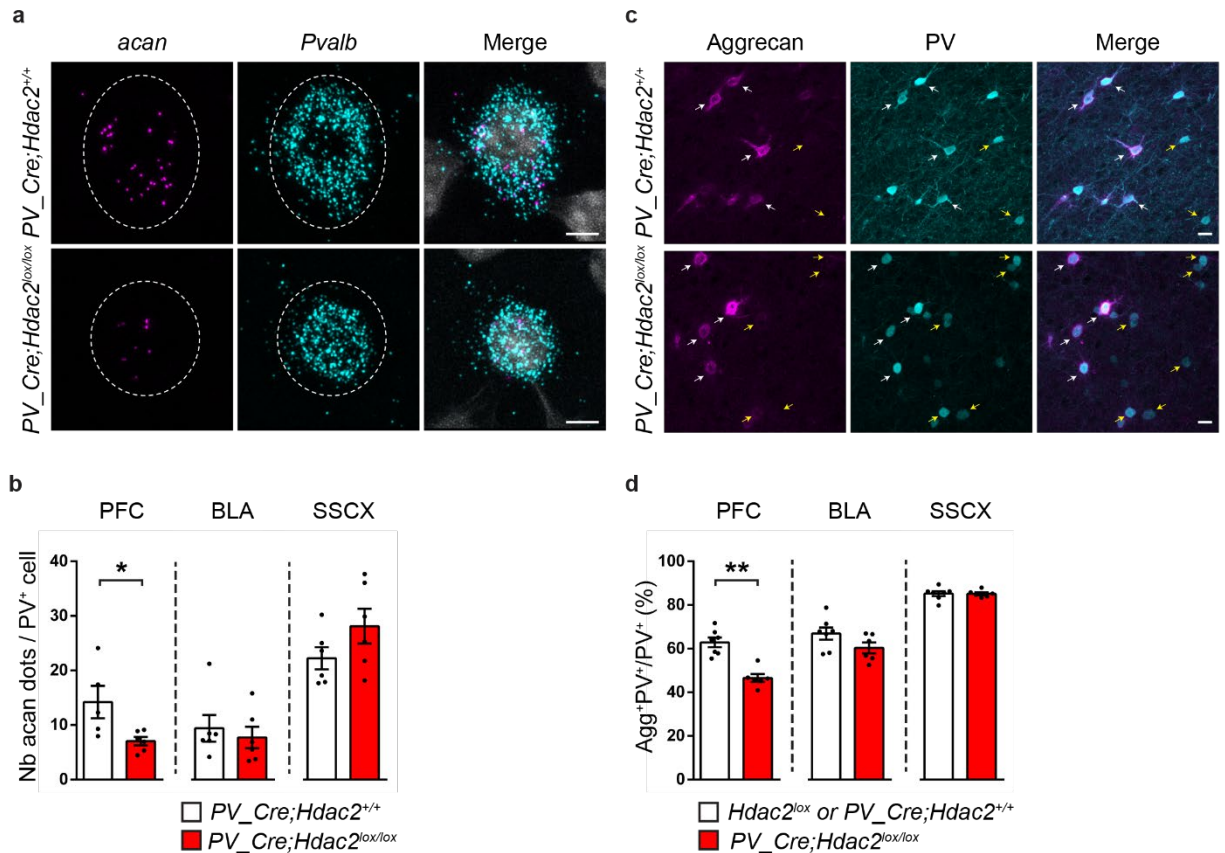 a
acan Pvalb Merge
PV_Cre;Hdac2+/+
PV_Cre;Hdac2lox/lox
c
Aggrecan PV Merge
PV_Cre;Hdac2+/+
PV_Cre;Hdac2lox/lox
b
PFC BLA SSCX
Nb acan dots / PV+ cell
40
30
20
10
0
*
PV_Cre;Hdac2+/+
PV_Cre;Hdac2lox/lox
d
PFC BLA SSCX
Agg+PV+/PV+ (%)
100
80
60
40
20
0
**
Hdac2lox or PV_Cre;Hdac2+/+
PV_Cre;Hdac2lox/lox